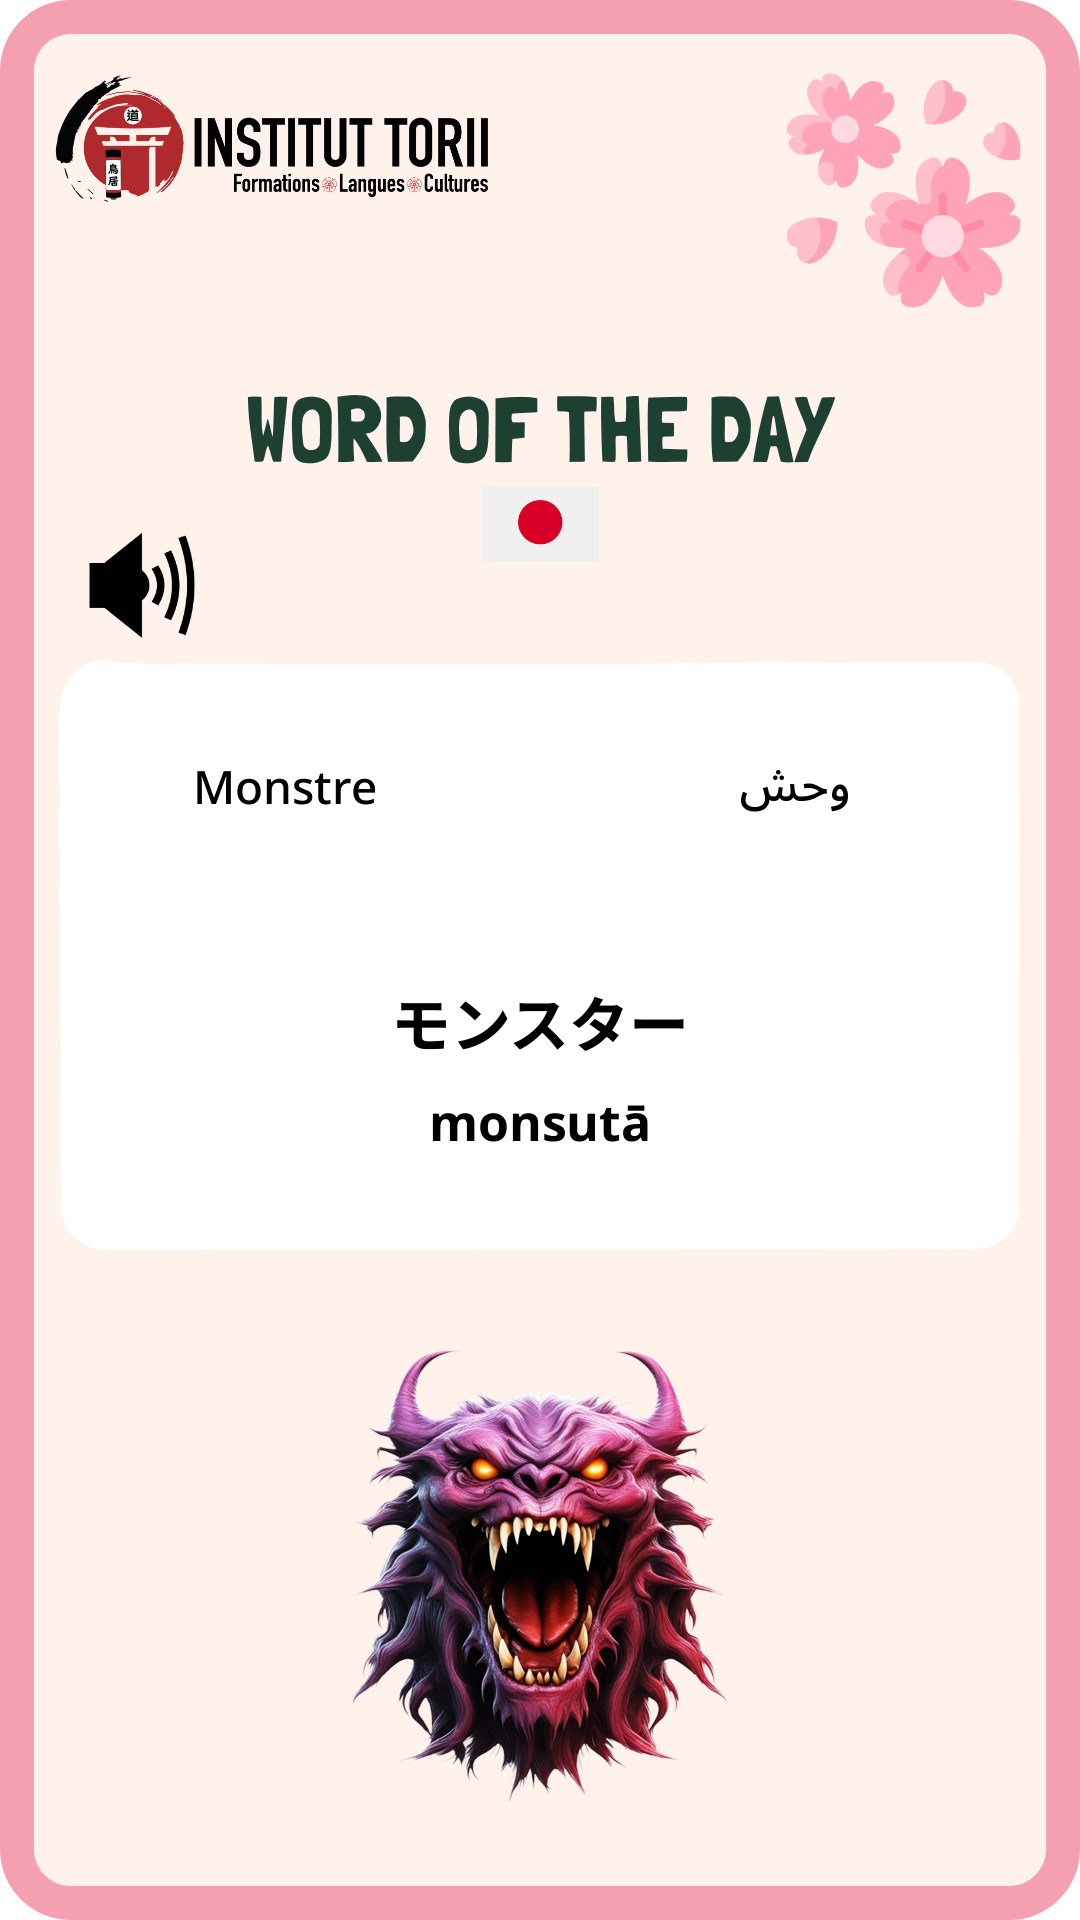 道
鳥居
INSTITUT TORII
Formations Langues Cultures
WORD OF THE DAY
Monstre
وحش
モンスター
monsutā